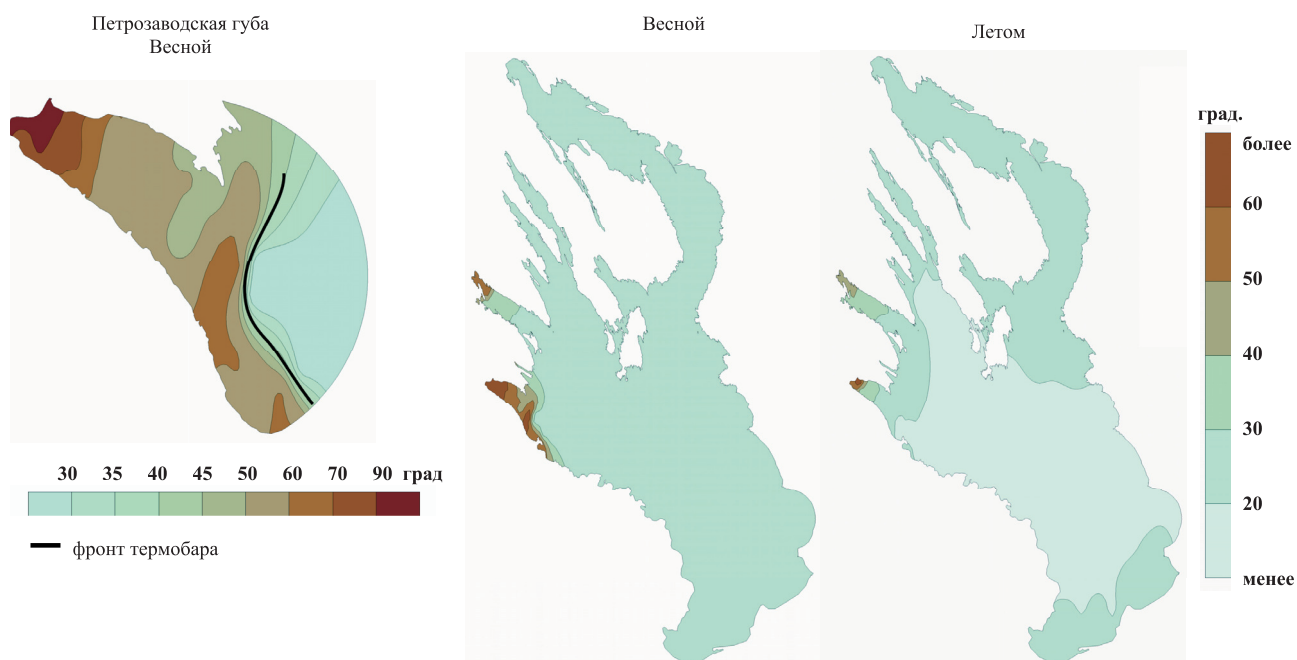 Петрозаводская губа
Весной
30 35 40 45 50 60 70 90 град
фронт термобара
Весной
Летом
град.
более
60
50
40
30
20
менее